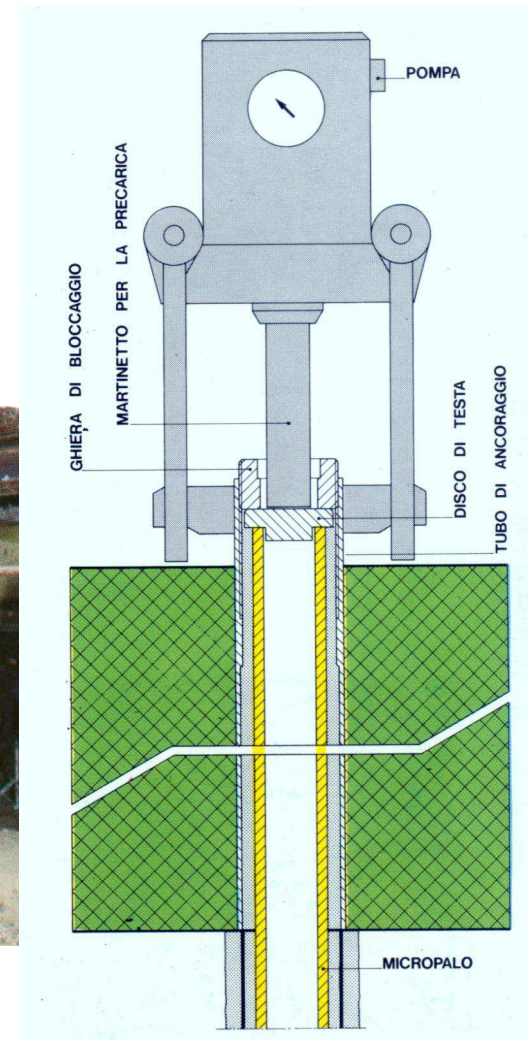 POMPA
GHIERA DI BLOCCAGGIO
MARTINETTO PER LA PRECARICA
DISCO DI TESTA
TUBO DI ANCORAGGIO
MICROPALO